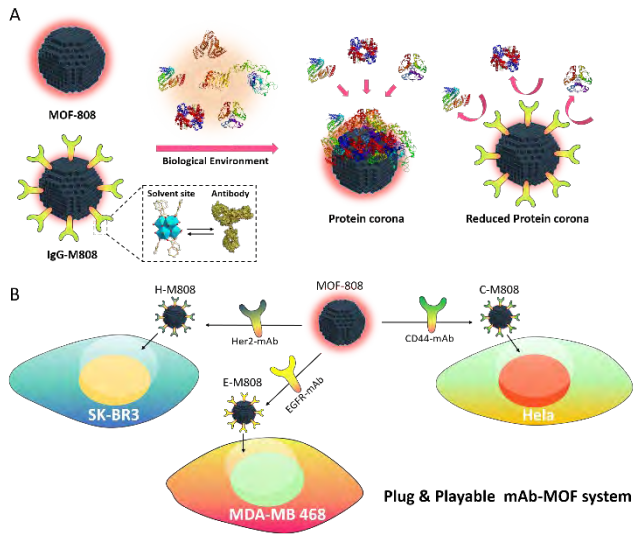 A
MOF-808
IgG-M808
Biological Environment
Solvent site
Antibody
Protein corona
Reduced Protein corona
B
H-M808
MOF-808
C-M808
Her2-mAb
CD44-mAb
EGFR-mAb
E-M808
SK-BR3
Hela
MDA-MB 468
Plug & Playable mAb-MOF system